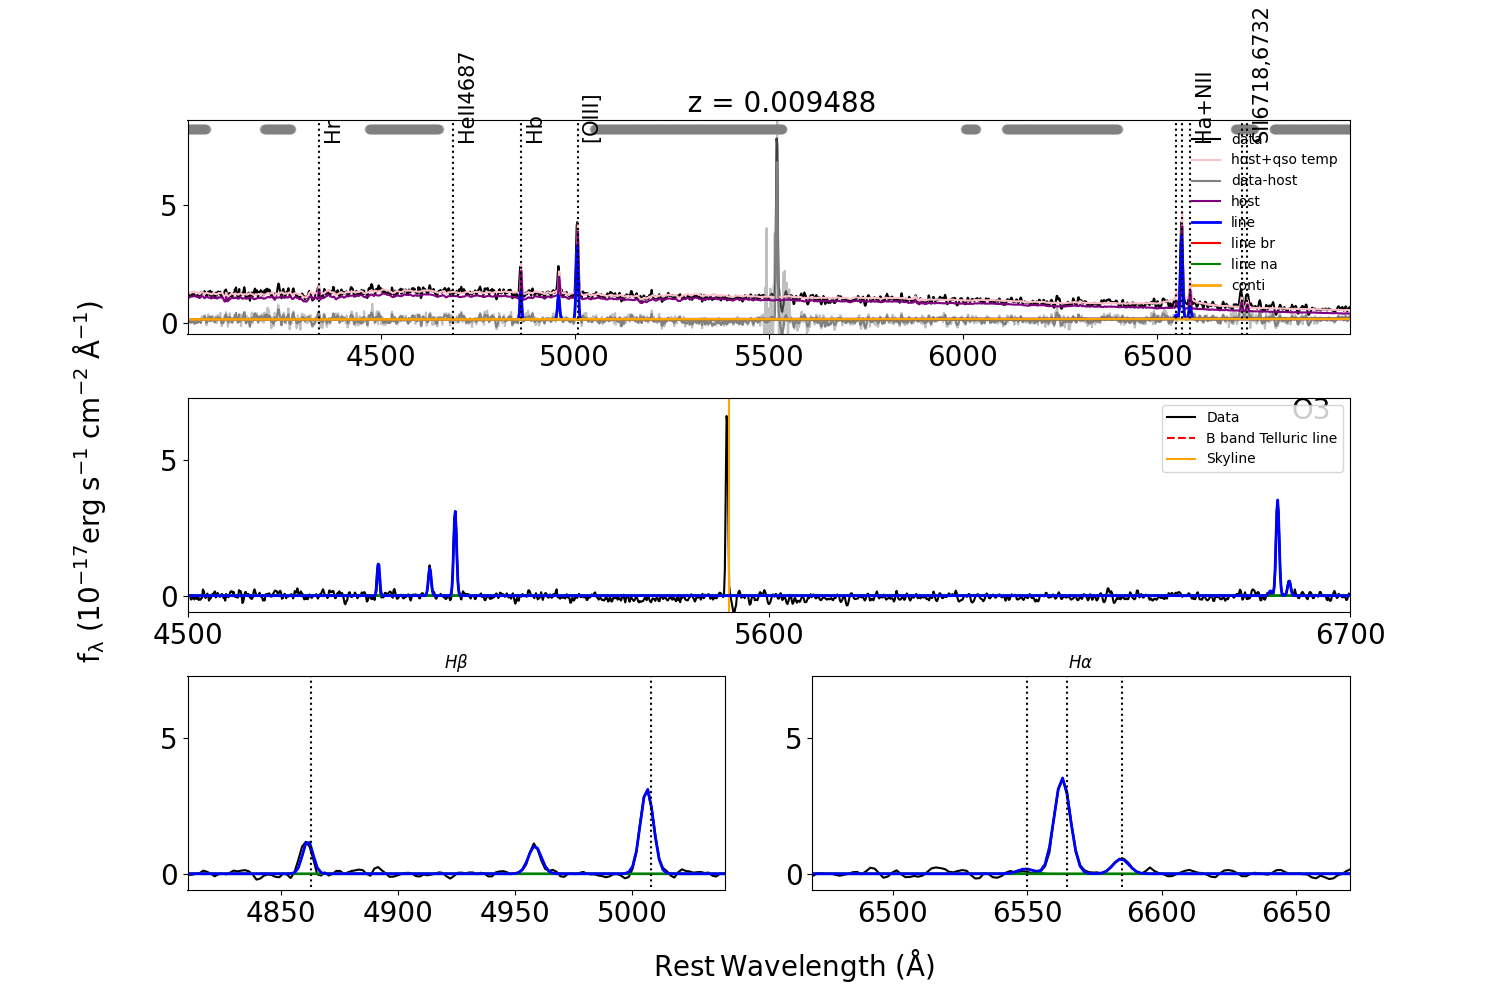 z = 0.009488
Hr
HeII4687
Hb
[OIII]
Ha+NII
SII6718,6732
data
host+qso temp
data-host
host
line
line br
line na
conti
5
0
4500
5000
5500
6000
6500
O3
Data
B band Telluric line
Skyline
5
0
4500
5600
6700
fλ (10⁻¹⁷erg s⁻¹ cm⁻² Å⁻¹)
Hβ
5
0
4850
4900
4950
5000
Hα
5
0
6500
6550
6600
6650
Rest Wavelength (Å)